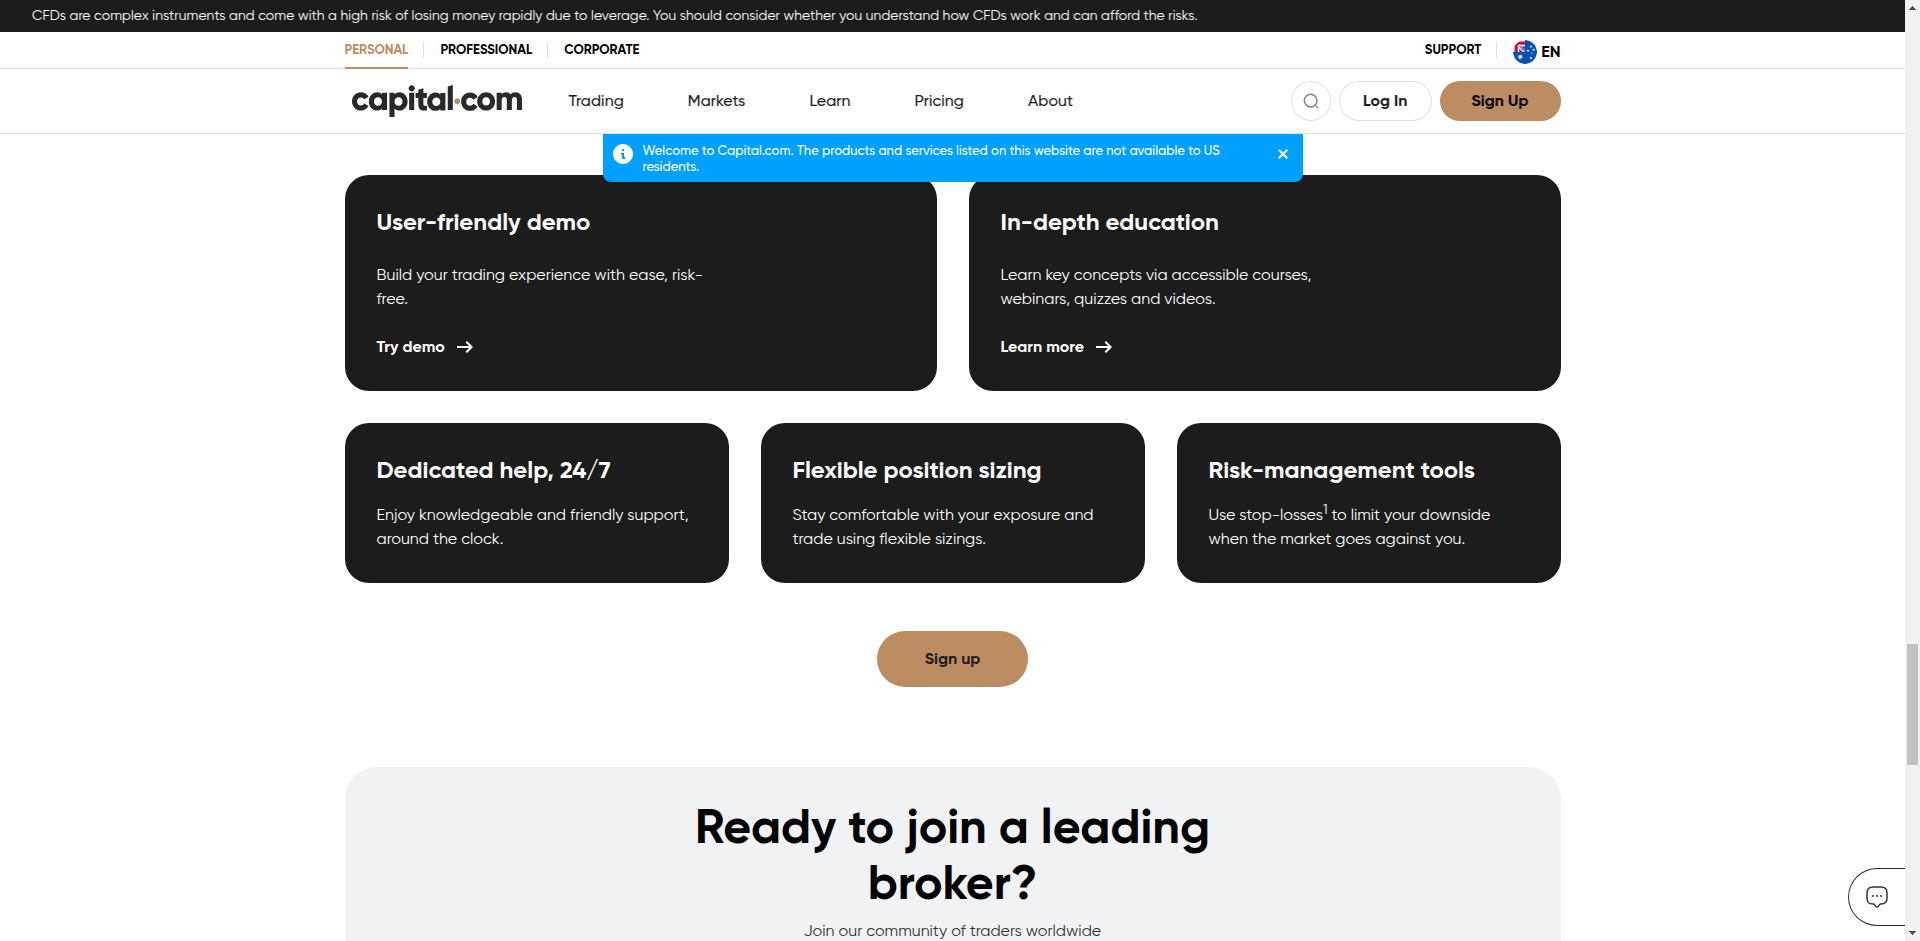 CFDs are complex instruments and come with a high risk of losing money rapidly due to leverage. You should consider whether you understand how CFDs work and can afford the risks.
PERSONAL
PROFESSIONAL
CORPORATE
SUPPORT
EN
capital.com
Trading
Markets
Learn
Pricing
About
Log In
Sign Up
Welcome to Capital.com. The products and services listed on this website are not available to US
residents.
User-friendly demo
Build your trading experience with ease, risk-
free.
Try demo
In-depth education
Learn key concepts via accessible courses,
webinars, quizzes and videos.
Learn more
Dedicated help, 24/7
Enjoy knowledgeable and friendly support,
around the clock.
Flexible position sizing
Stay comfortable with your exposure and
trade using flexible sizings.
Risk-management tools
Use stop-losses1 to limit your downside
when the market goes against you.
Sign up
Ready to join a leading
broker?
Join our community of traders worldwide